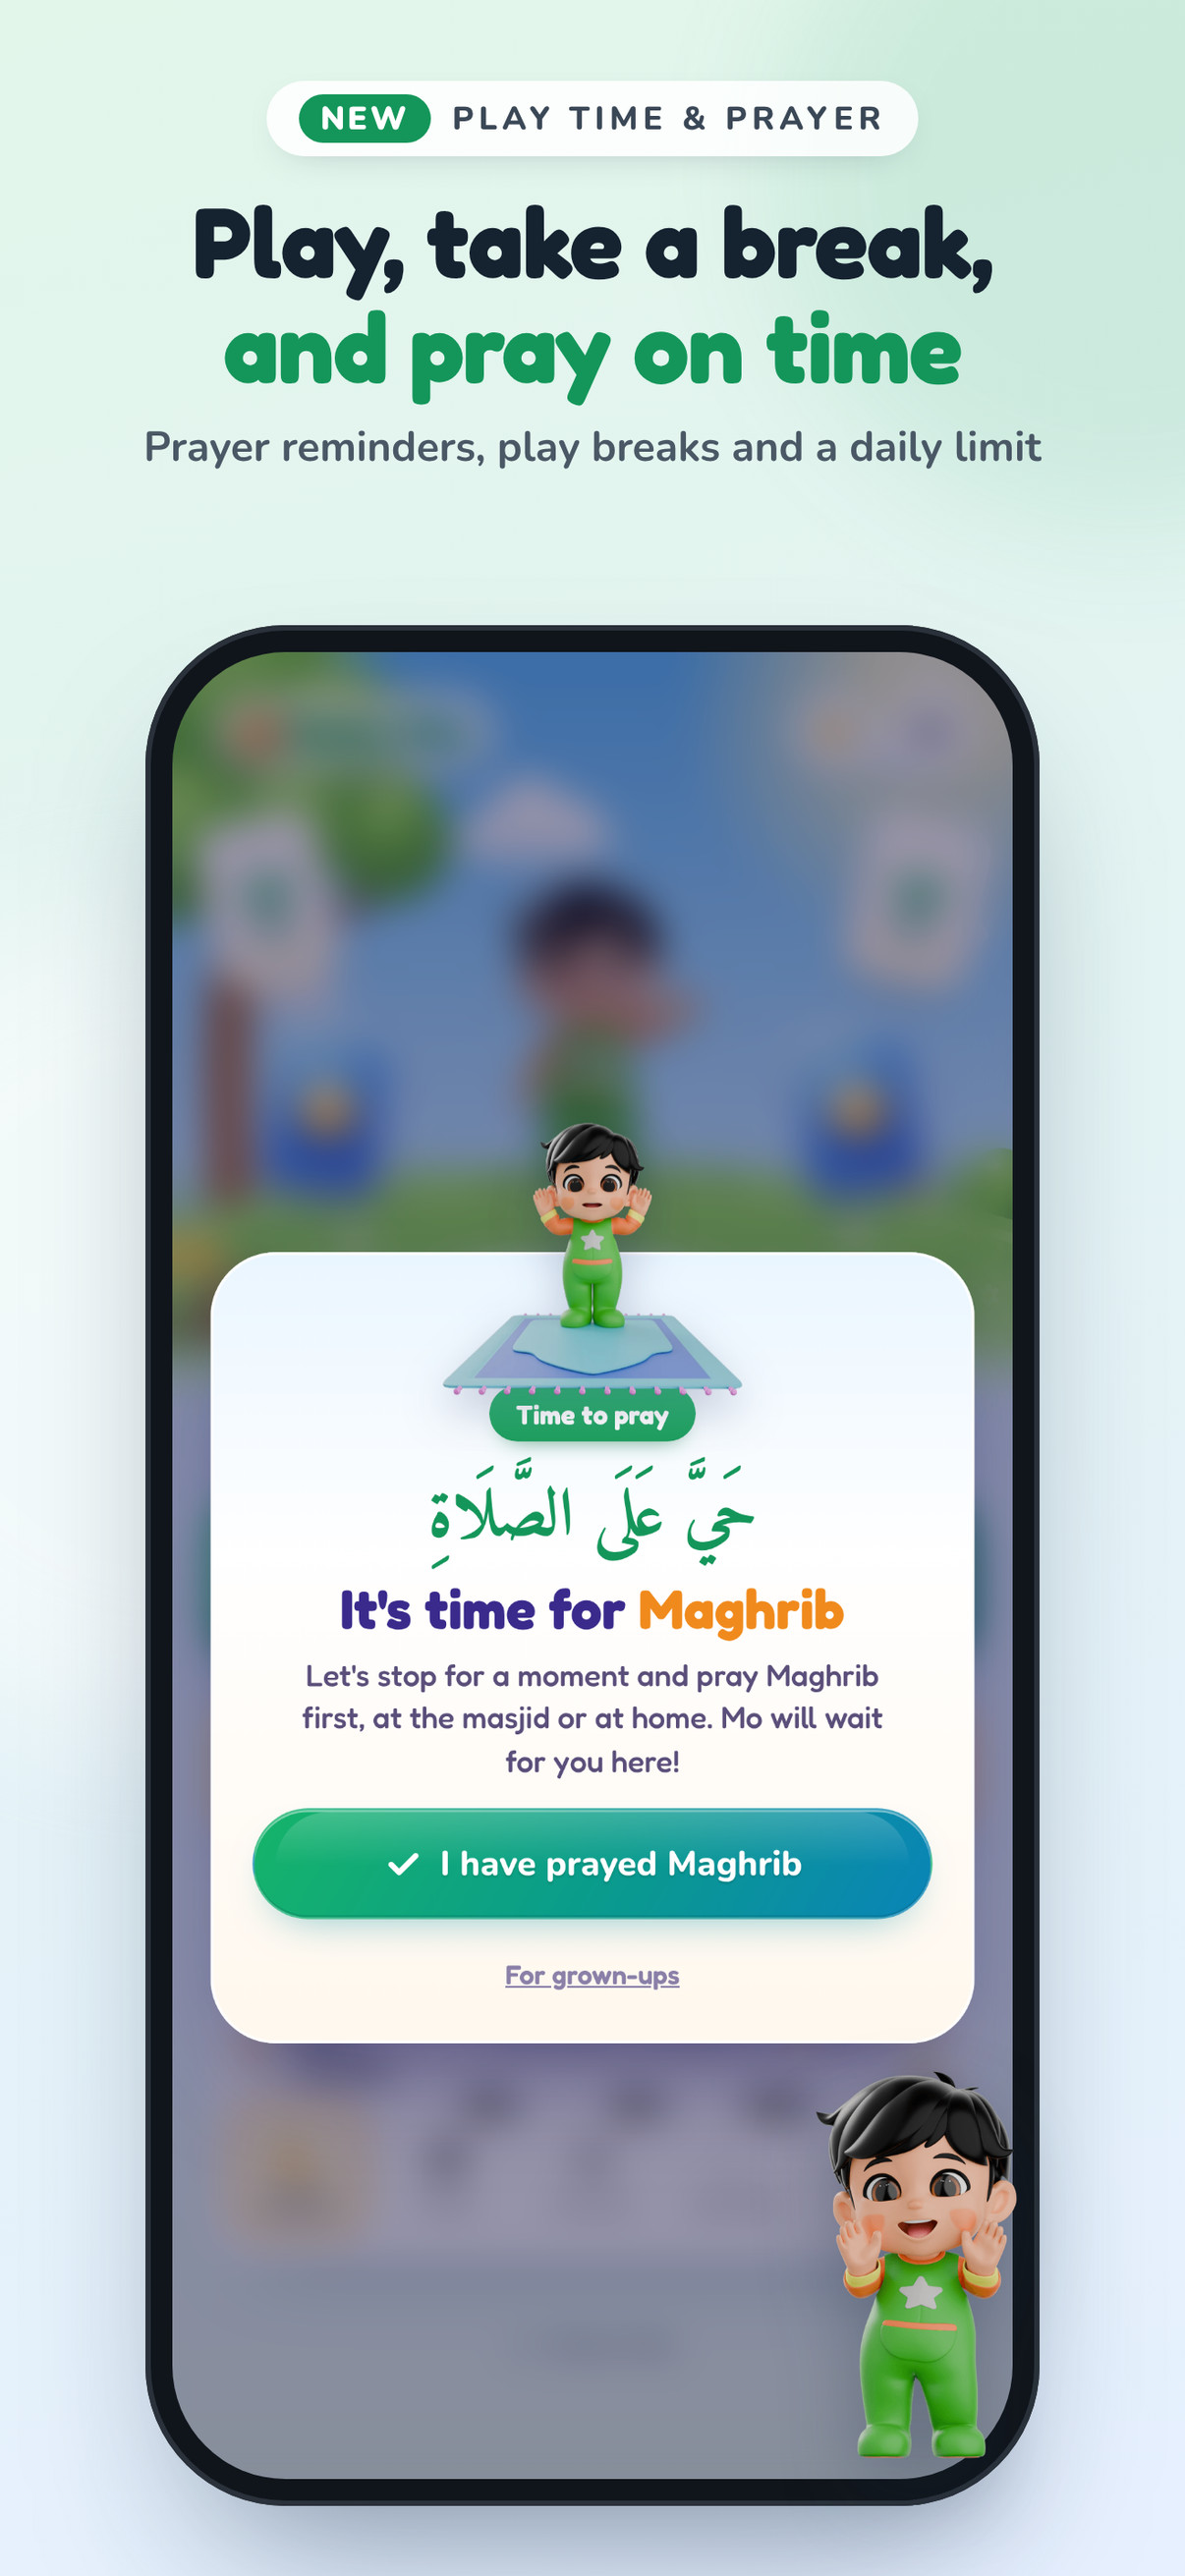 NEW PLAY TIME & PRAYER
Play, take a break,
and pray on time
Prayer reminders, play breaks and a daily limit
Time to pray
حَيَّ عَلَى الصَّلَاةِ
It's time for Maghrib
Let's stop for a moment and pray Maghrib
first, at the masjid or at home. Mo will wait
for you here!
I have prayed Maghrib
For grown-ups